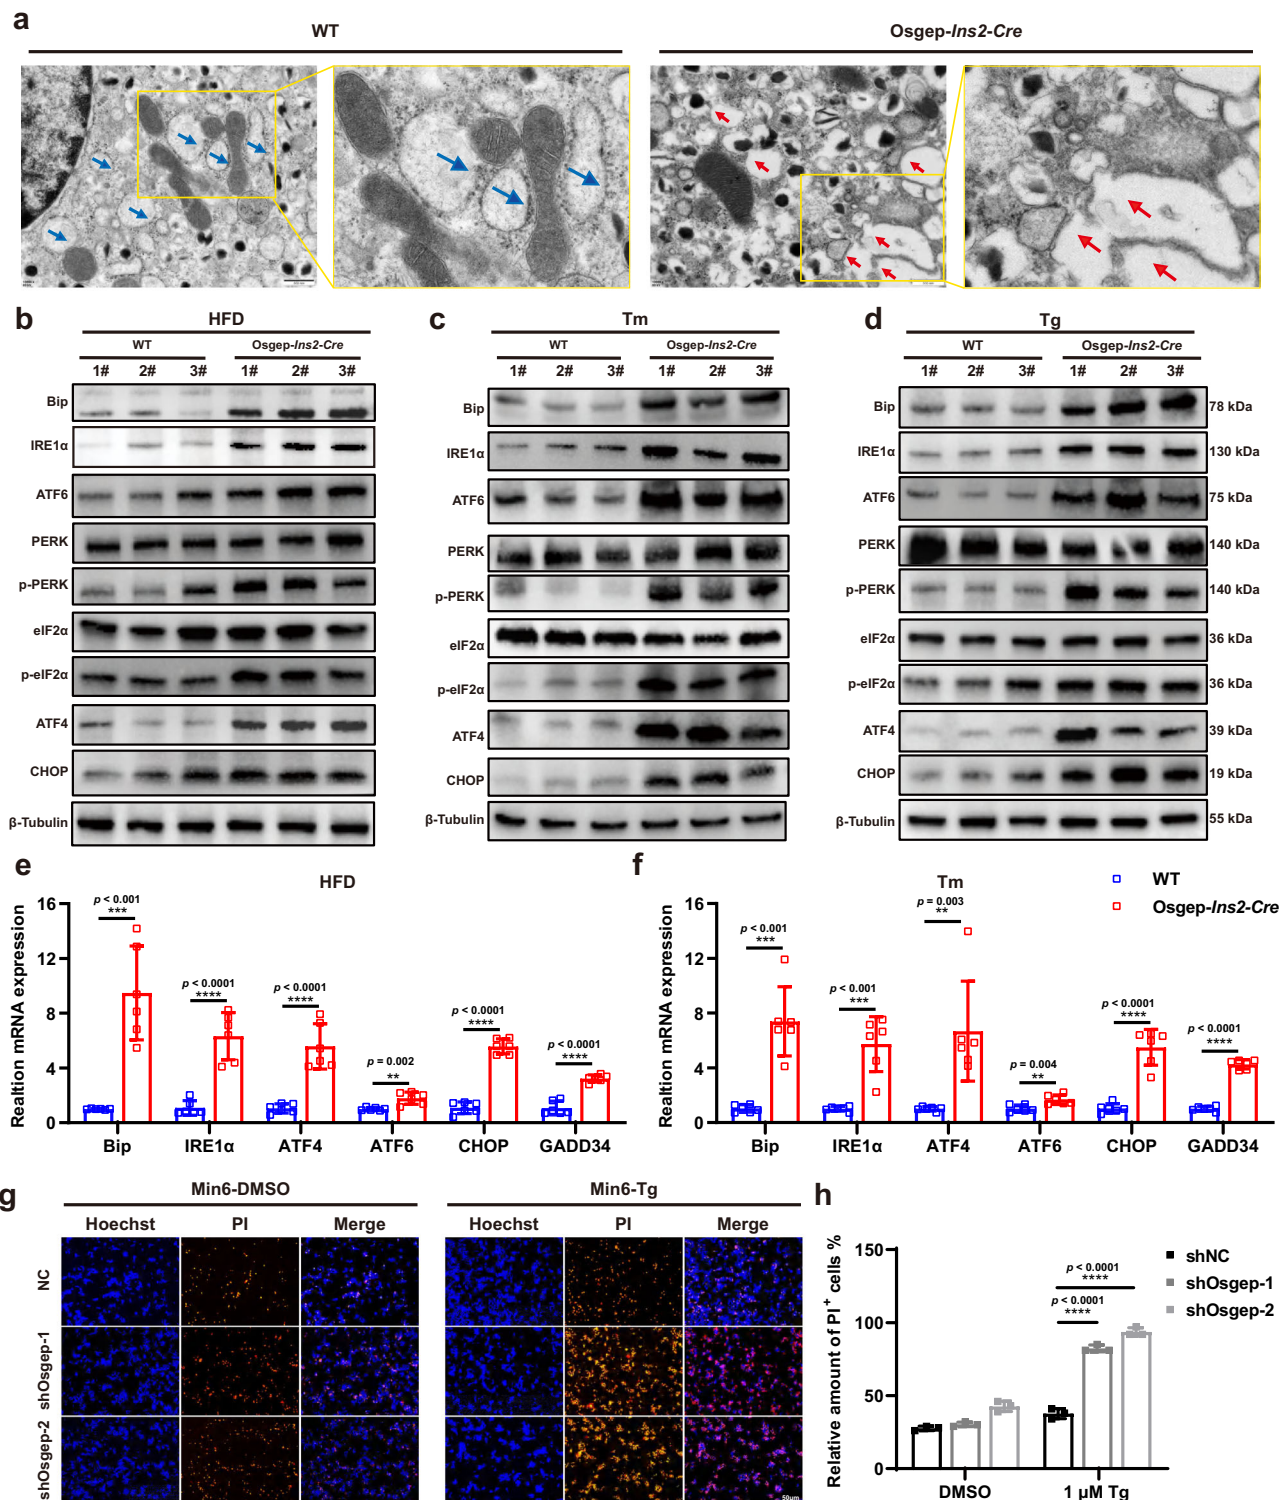 a
WT
Osgep-Ins2-Cre
b
HFD
WT
Osgep-Ins2-Cre
1# 2# 3# 1# 2# 3#
Bip
IRE1α
ATF6
PERK
p-PERK
eIF2α
p-eIF2α
ATF4
CHOP
β-Tubulin
c
Tm
WT
Osgep-Ins2-Cre
1# 2# 3# 1# 2# 3#
Bip
IRE1α
ATF6
PERK
p-PERK
eIF2α
p-eIF2α
ATF4
CHOP
β-Tubulin
d
Tg
WT
Osgep-Ins2-Cre
1# 2# 3# 1# 2# 3#
Bip 78 kDa
IRE1α 130 kDa
ATF6 75 kDa
PERK 140 kDa
p-PERK 140 kDa
eIF2α 36 kDa
p-eIF2α 36 kDa
ATF4 39 kDa
CHOP 19 kDa
β-Tubulin 55 kDa
e
HFD
Realtion mRNA expression
16
12
8
4
0
p < 0.001
***
p < 0.0001
****
p < 0.0001
****
p = 0.002
**
p < 0.0001
****
p < 0.0001
****
Bip IRE1α ATF4 ATF6 CHOP GADD34
f
Tm
WT
Osgep-Ins2-Cre
Realtion mRNA expression
16
12
8
4
0
p < 0.001
***
p < 0.001
***
p = 0.003
**
p = 0.004
**
p < 0.0001
****
p < 0.0001
****
Bip IRE1α ATF4 ATF6 CHOP GADD34
g
Min6-DMSO
Hoechst PI Merge
Min6-Tg
Hoechst PI Merge
NC
shOsgep-1
shOsgep-2
50μm
h
Relative amount of PI+ cells %
150
100
50
0
p < 0.0001
****
p < 0.0001
****
shNC
shOsgep-1
shOsgep-2
DMSO 1 μM Tg